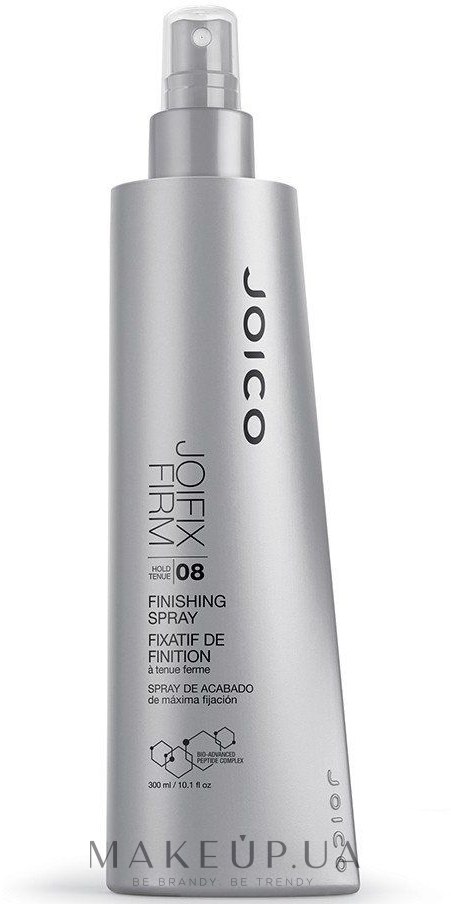 JOICO
JOIFIX
FIRM
HOLD
TENUE
08
FINISHING
SPRAY
FIXATIF DE
FINITION
à tenue ferme
SPRAY DE ACABADO
de máxima fijación
BIO-ADVANCED
PEPTIDE COMPLEX
300 ml / 10.1 fl oz
JOICO
MAKEUP.UA
BE BRANDY. BE TRENDY